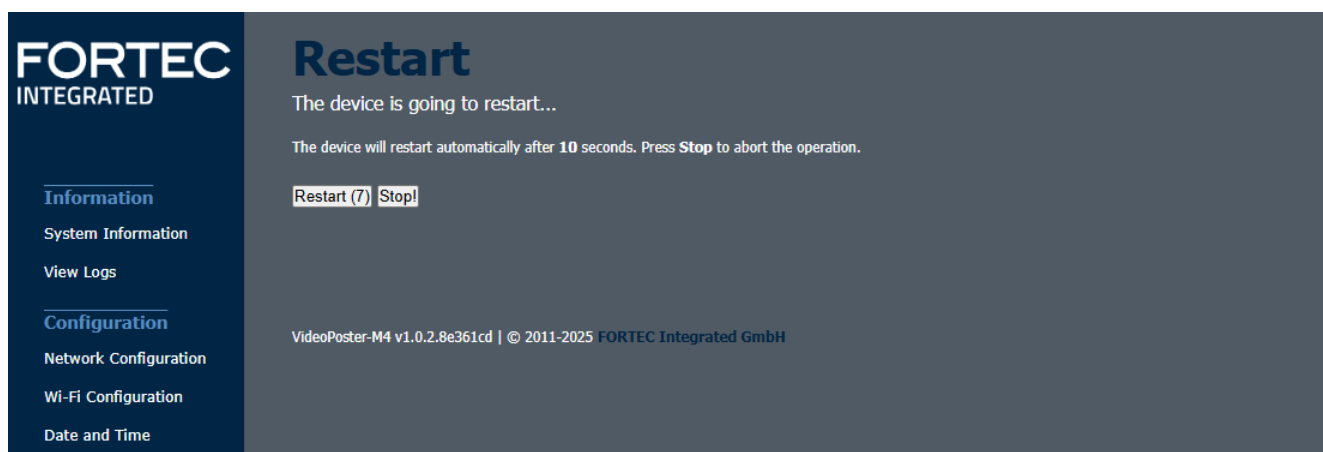 FORTEC
INTEGRATED
Information
System Information
View Logs
Configuration
Network Configuration
Wi-Fi Configuration
Date and Time
Restart
The device is going to restart...
The device will restart automatically after 10 seconds. Press Stop to abort the operation.
Restart (7) Stop!
VideoPoster-M4 v1.0.2.8e361cd | © 2011-2025 FORTEC Integrated GmbH